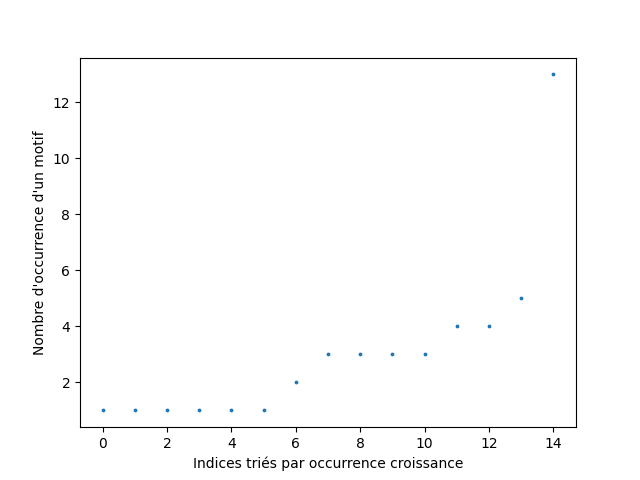 12
10
8
6
4
2
Nombre d'occurrence d'un motif
0 2 4 6 8 10 12 14
Indices triés par occurrence croissance